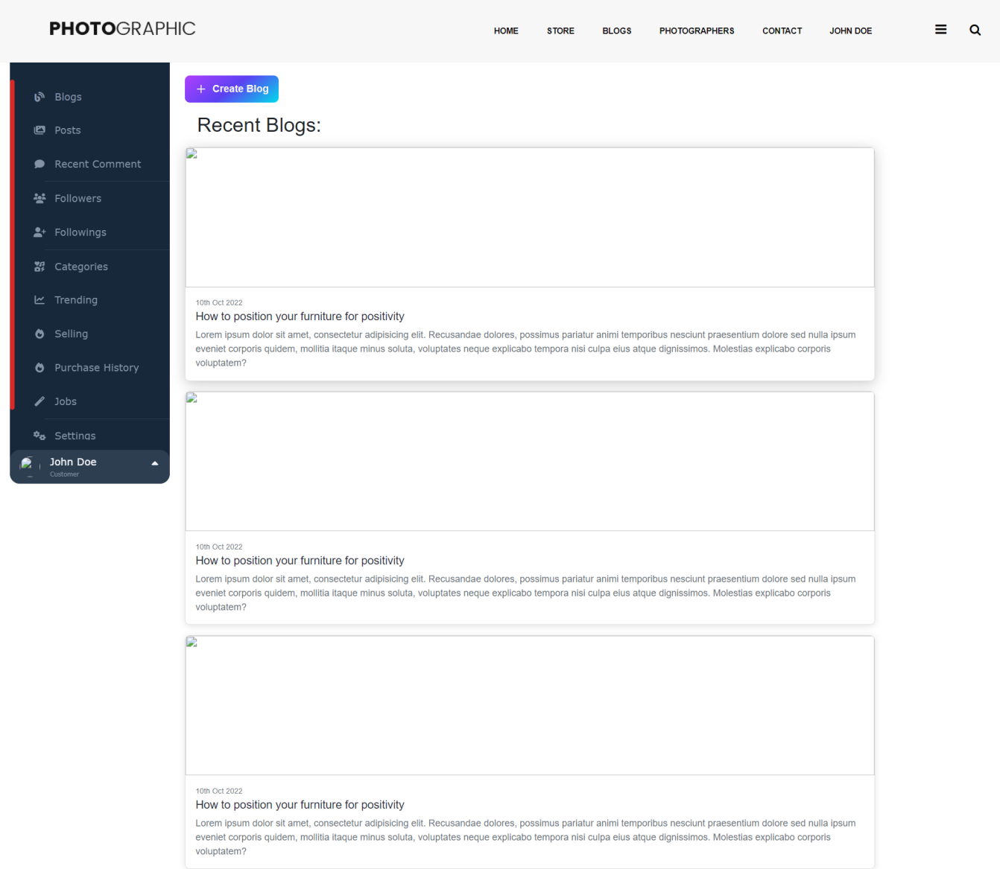 PHOTOGRAPHIC
HOME STORE BLOGS PHOTOGRAPHERS CONTACT JOHN DOE
Blogs
Posts
Recent Comment
Followers
Followings
Categories
Trending
Selling
Purchase History
Jobs
Settings
John Doe
Customer
Create Blog
Recent Blogs:
10th Oct 2022
How to position your furniture for positivity
Lorem ipsum dolor sit amet, consectetur adipisicing elit. Recusandae dolores, possimus pariatur animi temporibus nesciunt praesentium dolore sed nulla ipsum
eveniet corporis quidem, mollitia itaque minus soluta, voluptates neque explicabo tempora nisi culpa eius atque dignissimos. Molestias explicabo corporis
voluptatem?
10th Oct 2022
How to position your furniture for positivity
Lorem ipsum dolor sit amet, consectetur adipisicing elit. Recusandae dolores, possimus pariatur animi temporibus nesciunt praesentium dolore sed nulla ipsum
eveniet corporis quidem, mollitia itaque minus soluta, voluptates neque explicabo tempora nisi culpa eius atque dignissimos. Molestias explicabo corporis
voluptatem?
10th Oct 2022
How to position your furniture for positivity
Lorem ipsum dolor sit amet, consectetur adipisicing elit. Recusandae dolores, possimus pariatur animi temporibus nesciunt praesentium dolore sed nulla ipsum
eveniet corporis quidem, mollitia itaque minus soluta, voluptates neque explicabo tempora nisi culpa eius atque dignissimos. Molestias explicabo corporis
voluptatem?